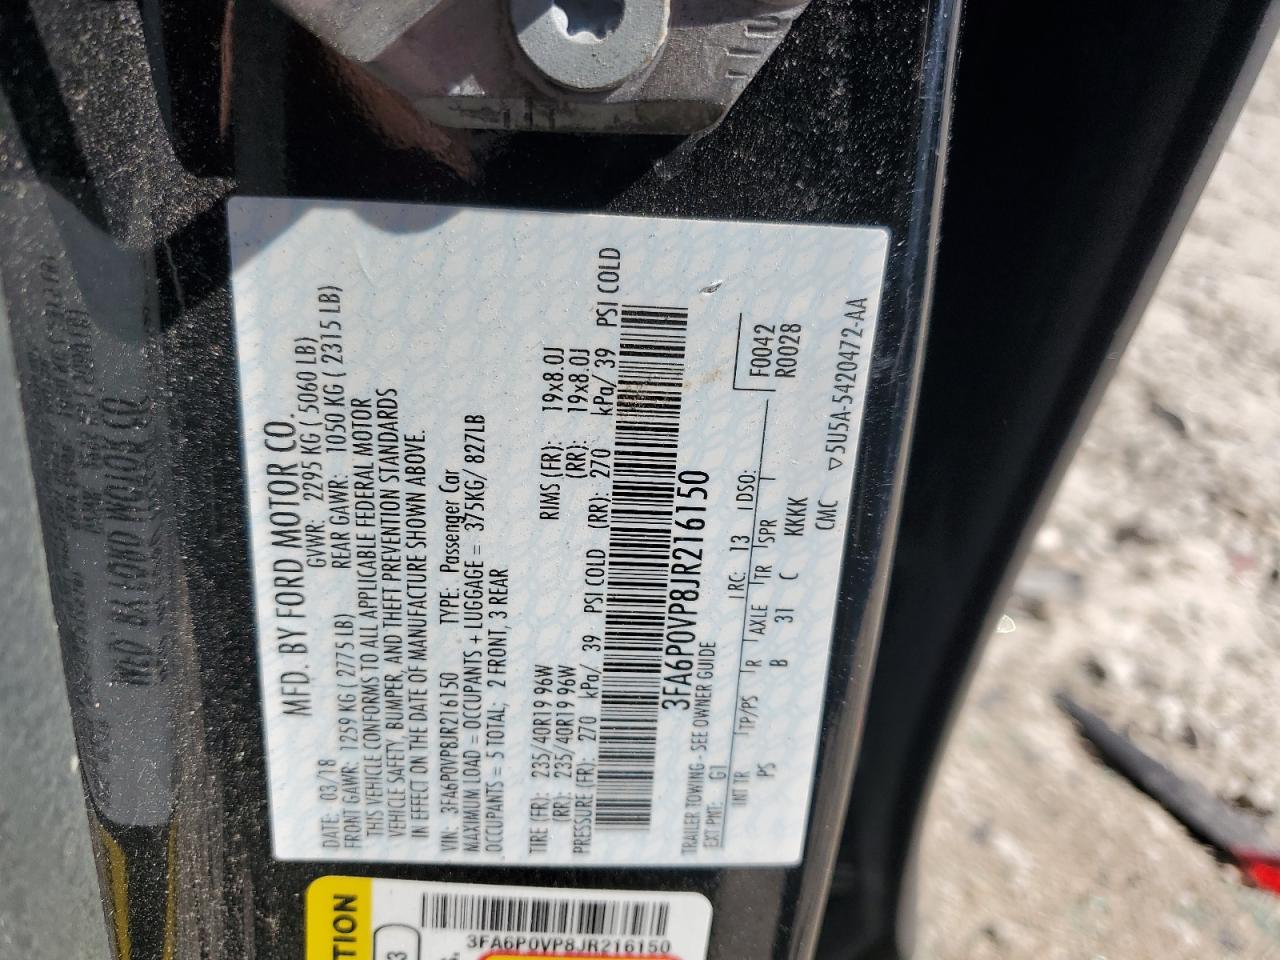 MFD. BY FORD MOTOR CO.
DATE: 03/18 GVWR: 2295 KG ( 5060 LB)
FRONT GAWR: 1259 KG ( 2775 LB) REAR GAWR: 1050 KG ( 2315 LB)
THIS VEHICLE CONFORMS TO ALL APPLICABLE FEDERAL MOTOR
VEHICLE SAFETY, BUMPER, AND THEFT PREVENTION STANDARDS
IN EFFECT ON THE DATE OF MANUFACTURE SHOWN ABOVE.
VIN: 3FA6P0VP8JR216150 TYPE: Passenger Car
MAXIMUM LOAD = OCCUPANTS + LUGGAGE = 375KG/ 827LB
OCCUPANTS = 5 TOTAL; 2 FRONT, 3 REAR
TIRE (FR): 235/40R19 96W RIMS (FR): 19x8.0J
(RR): 235/40R19 96W (RR): 19x8.0J
PRESSURE (FR): 270 kPa/ 39 PSI COLD (RR): 270 kPa/ 39 PSI COLD
3FA6P0VP8JR216150
TRAILER TOWING - SEE OWNER GUIDE
EXT PNT: G1 RC: 13 DSO: F0042
INT TR TP/PS R AXLE TR SPR R0028
PS B 31 C KKKK
CMC ▽5U5A-5420472-AA
TION
3
3FA6P0VP8JR216150